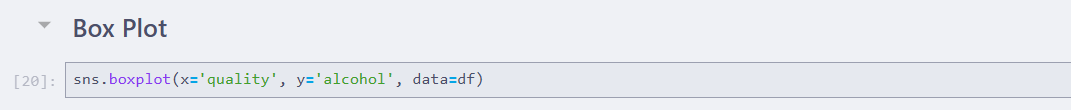 Box Plot
[20]: sns.boxplot(x='quality', y='alcohol', data=df)